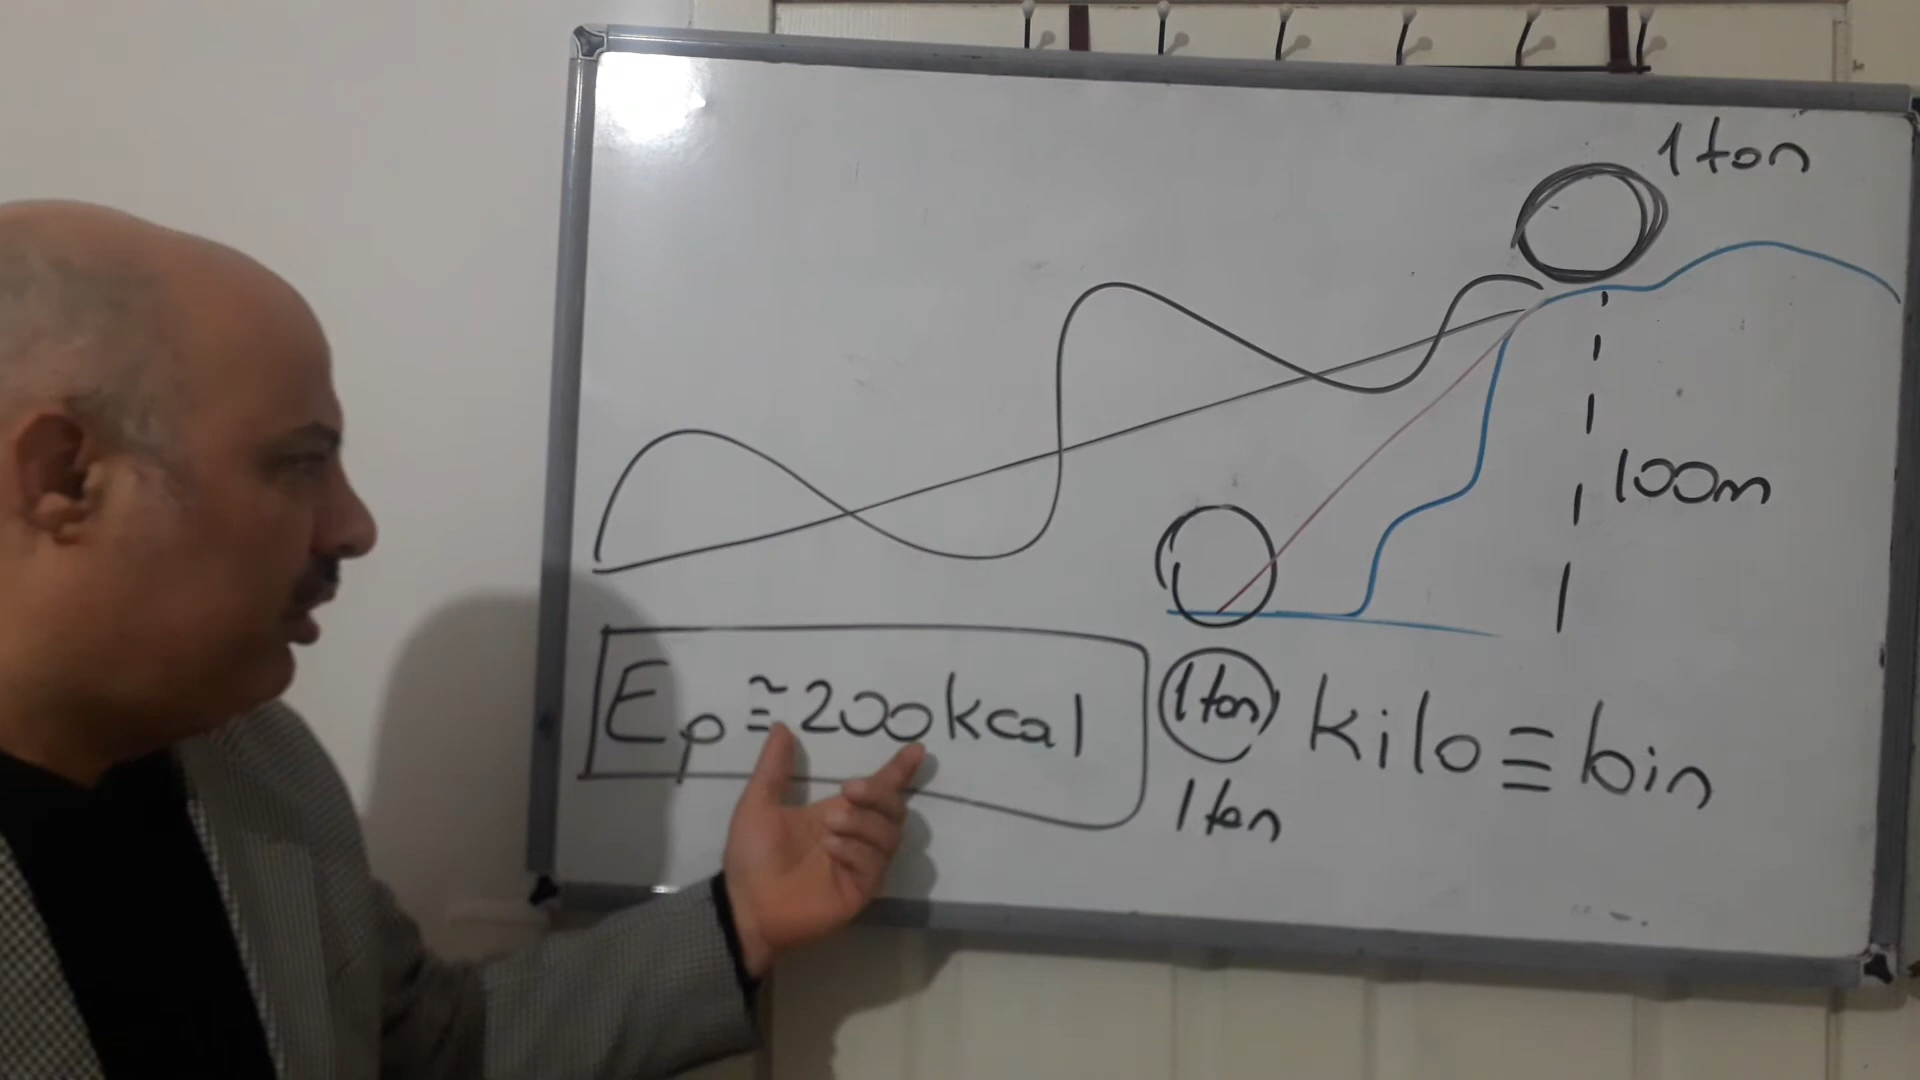 1 ton
100m
Ep ≅ 200kcal
1 ton
kilo ≡ bin
1 ton